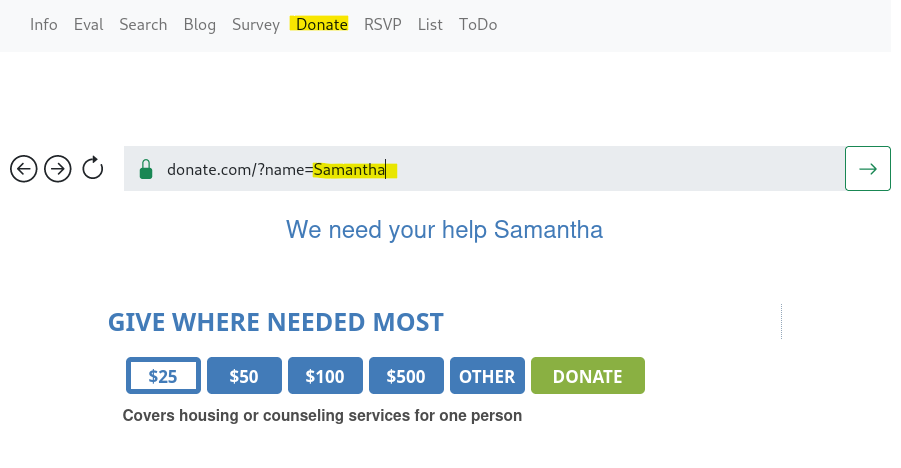 Info Eval Search Blog Survey Donate RSVP List ToDo
donate.com/?name=Samantha
We need your help Samantha
GIVE WHERE NEEDED MOST
$25 $50 $100 $500 OTHER DONATE
Covers housing or counseling services for one person